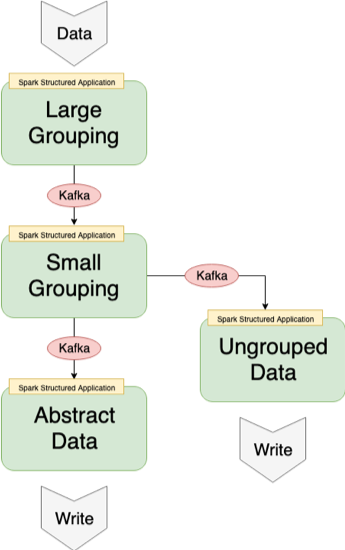 Data
Spark Structured Application
Large
Grouping
Kafka
Spark Structured Application
Small
Grouping
Kafka
Kafka
Spark Structured Application
Ungrouped
Data
Spark Structured Application
Abstract
Data
Write
Write